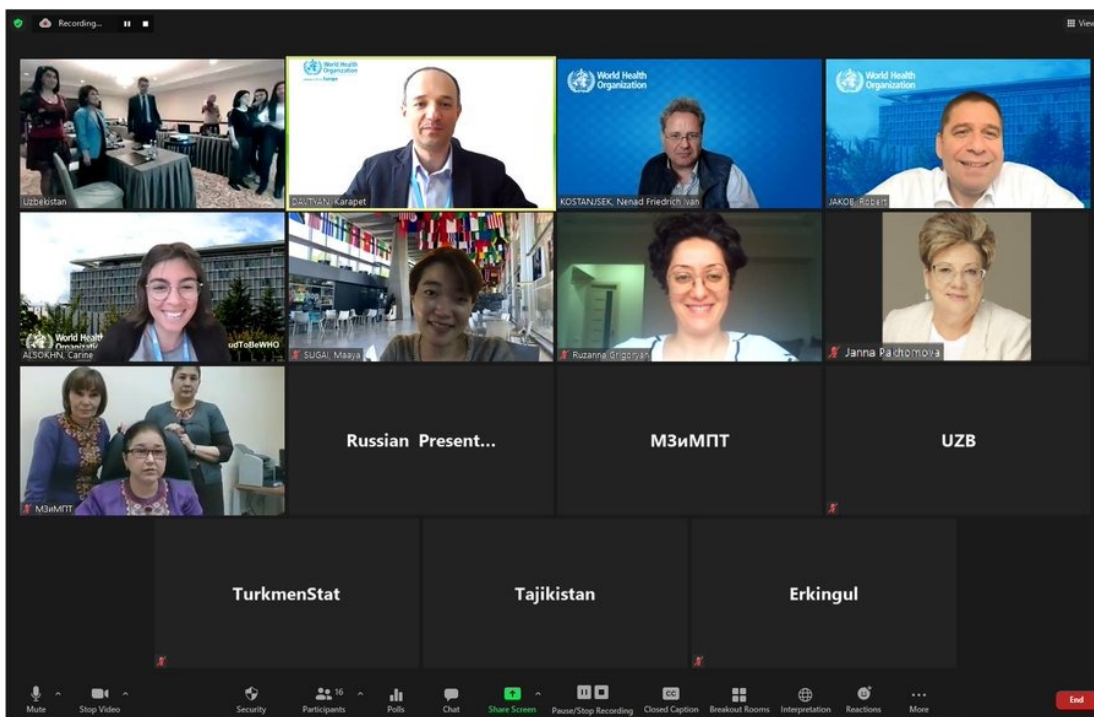 Recording...
View
World Health
Organization
Europe
World Health
Organization
World Health
Organization
Uzbekistan
DAVTYAN, Karapet
KOSTANJSEK, Nenad Friedrich Ivan
JAKOB, Robert
World Health
udToBeWHO
ALSOKHN, Carine
SUGAI, Maaya
Ruzanna Grigoryan
Janna Pakhomova
Russian Present...
МЗиМПТ
UZB
МЗиМПТ
TurkmenStat
Tajikistan
Erkingul
16
Mute
Stop Video
Security
Participants
Polls
Chat
Share Screen
Pause/Stop Recording
CC
Closed Caption
Breakout Rooms
Interpretation
Reactions
More
End